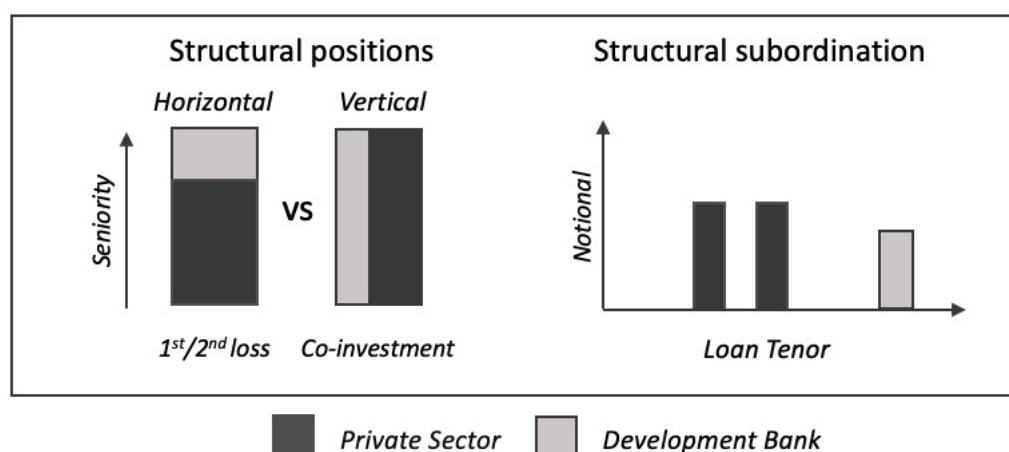 Structural positions
Horizontal Vertical
Seniority
VS
1st/2nd loss Co-investment
Structural subordination
Notional
Loan Tenor
Private Sector Development Bank